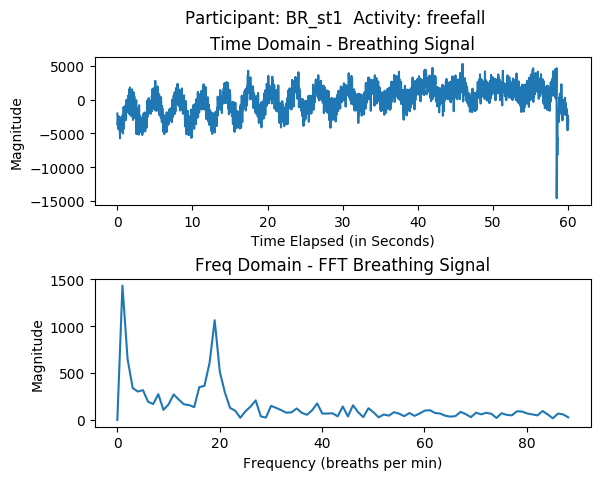 Participant: BR_st1  Activity: freefall
Time Domain - Breathing Signal
5000
0
−5000
−10000
−15000
Magnitude
0 10 20 30 40 50 60
Time Elapsed (in Seconds)
Freq Domain - FFT Breathing Signal
1500
1000
500
0
Magnitude
0 20 40 60 80
Frequency (breaths per min)